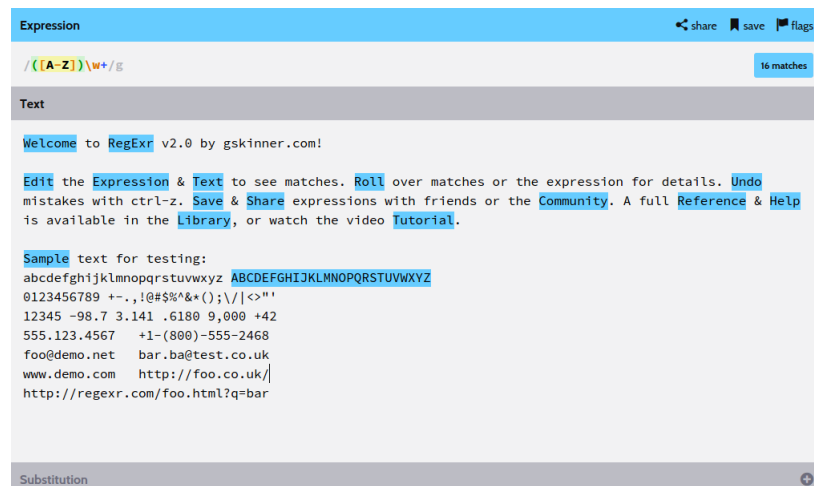 Expression share save flags
/([A-Z])\w+/g 16 matches
Text
Welcome to RegExr v2.0 by gskinner.com!
Edit the Expression & Text to see matches. Roll over matches or the expression for details. Undo
mistakes with ctrl-z. Save & Share expressions with friends or the Community. A full Reference & Help
is available in the Library, or watch the video Tutorial.
Sample text for testing:
abcdefghijklmnopqrstuvwxyz ABCDEFGHIJKLMNOPQRSTUVWXYZ
0123456789 +-.,!@#$%^&*();\/|<>"'
12345 -98.7 3.141 .6180 9,000 +42
555.123.4567 +1-(800)-555-2468
foo@demo.net bar.ba@test.co.uk
www.demo.com http://foo.co.uk/
http://regexr.com/foo.html?q=bar
Substitution